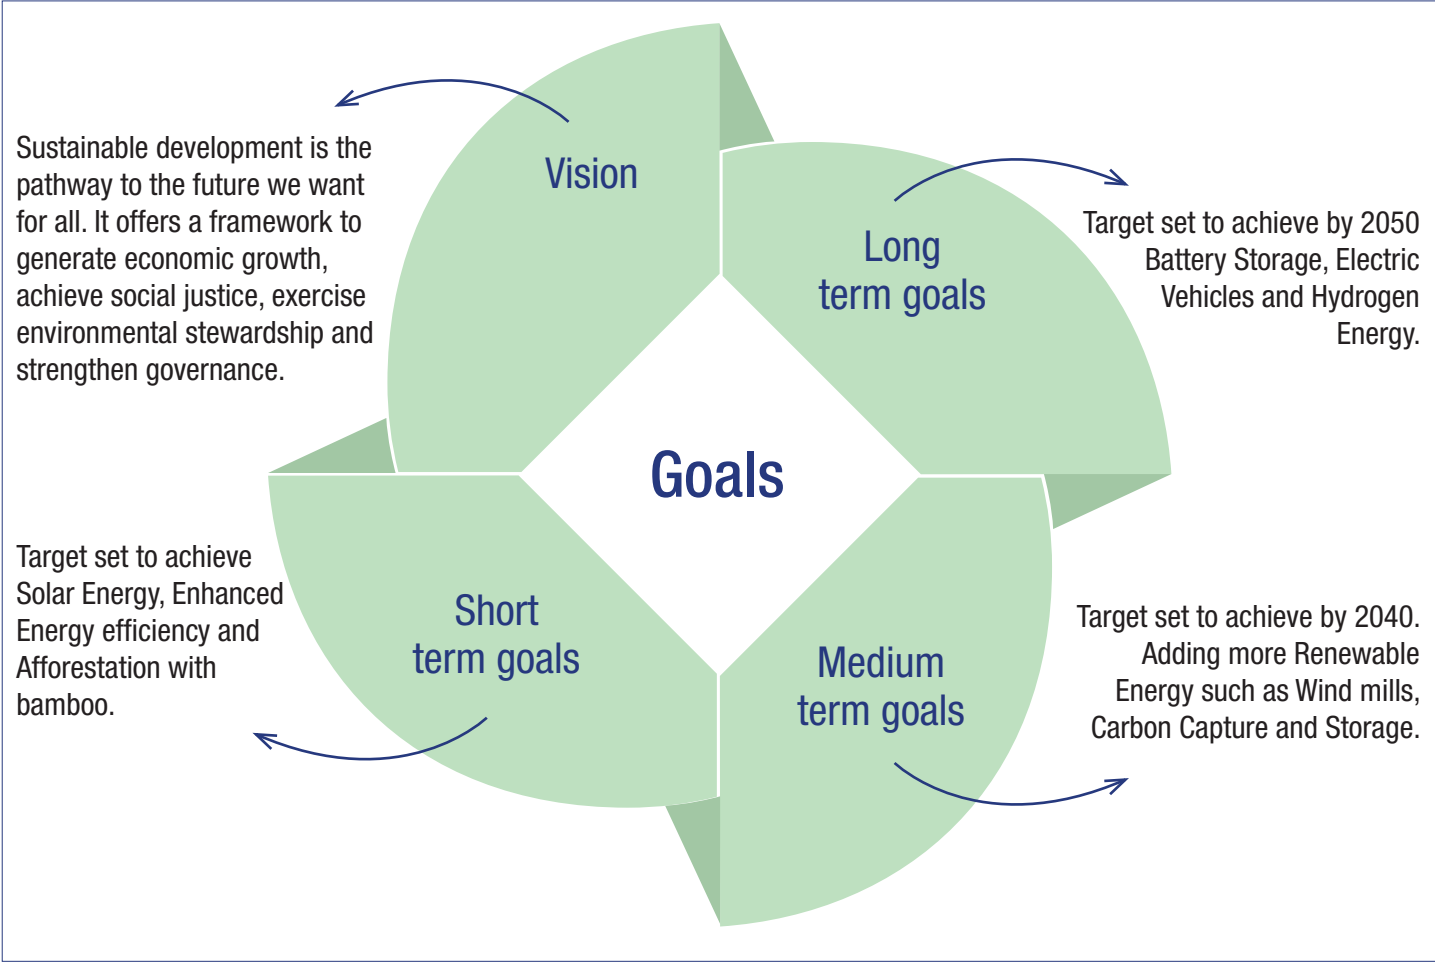 Vision
Sustainable development is the
pathway to the future we want
for all. It offers a framework to
generate economic growth,
achieve social justice, exercise
environmental stewardship and
strengthen governance.
Long
term goals
Target set to achieve by 2050
Battery Storage, Electric
Vehicles and Hydrogen
Energy.
Goals
Short
term goals
Target set to achieve
Solar Energy, Enhanced
Energy efficiency and
Afforestation with
bamboo.
Medium
term goals
Target set to achieve by 2040.
Adding more Renewable
Energy such as Wind mills,
Carbon Capture and Storage.